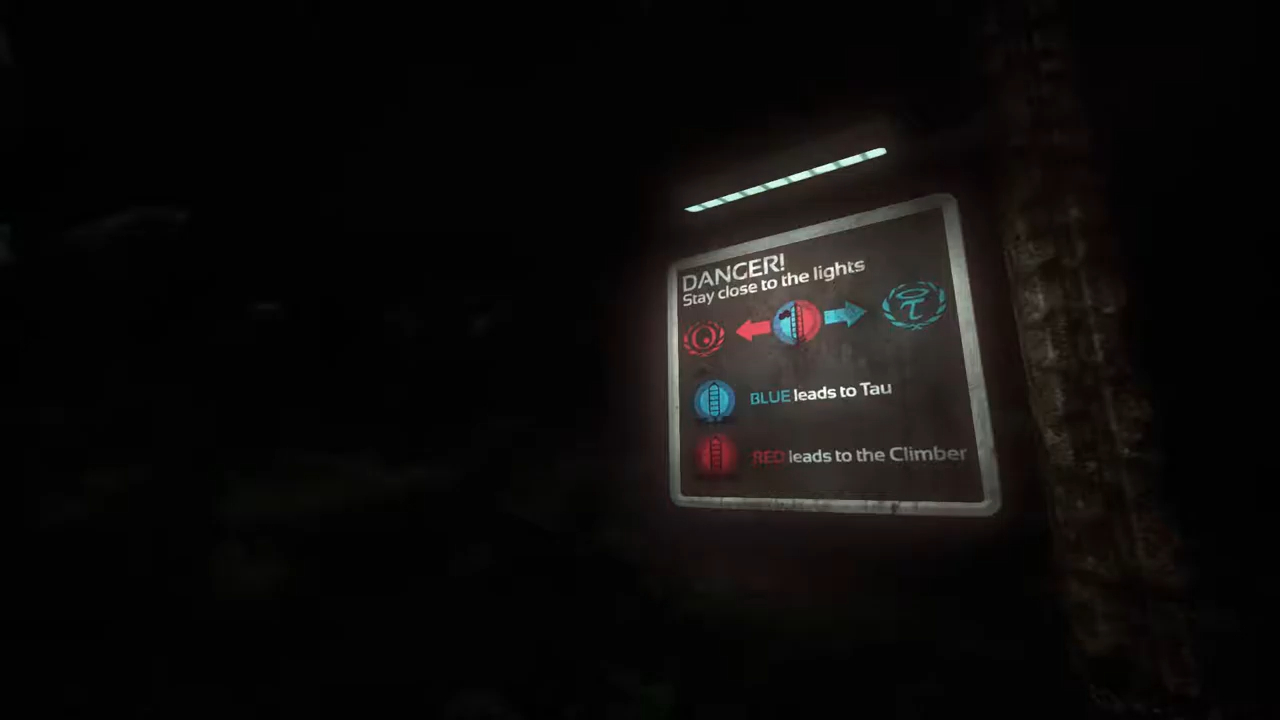 DANGER!
Stay close to the lights
BLUE leads to Tau
RED leads to the Climber